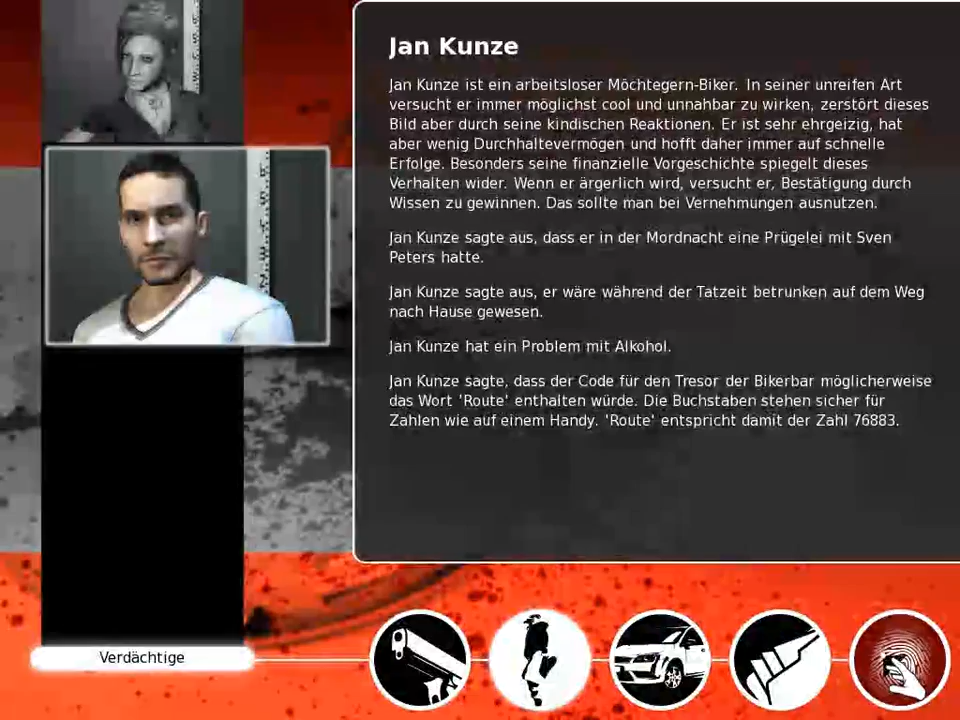 Jan Kunze
Jan Kunze ist ein arbeitsloser Möchtegern-Biker. In seiner unreifen Art
versucht er immer möglichst cool und unnahbar zu wirken, zerstört dieses
Bild aber durch seine kindischen Reaktionen. Er ist sehr ehrgeizig, hat
aber wenig Durchhaltevermögen und hofft daher immer auf schnelle
Erfolge. Besonders seine finanzielle Vorgeschichte spiegelt dieses
Verhalten wider. Wenn er ärgerlich wird, versucht er, Bestätigung durch
Wissen zu gewinnen. Das sollte man bei Vernehmungen ausnutzen.
Jan Kunze sagte aus, dass er in der Mordnacht eine Prügelei mit Sven
Peters hatte.
Jan Kunze sagte aus, er wäre während der Tatzeit betrunken auf dem Weg
nach Hause gewesen.
Jan Kunze hat ein Problem mit Alkohol.
Jan Kunze sagte, dass der Code für den Tresor der Bikerbar möglicherweise
das Wort 'Route' enthalten würde. Die Buchstaben stehen sicher für
Zahlen wie auf einem Handy. 'Route' entspricht damit der Zahl 76883.
Verdächtige